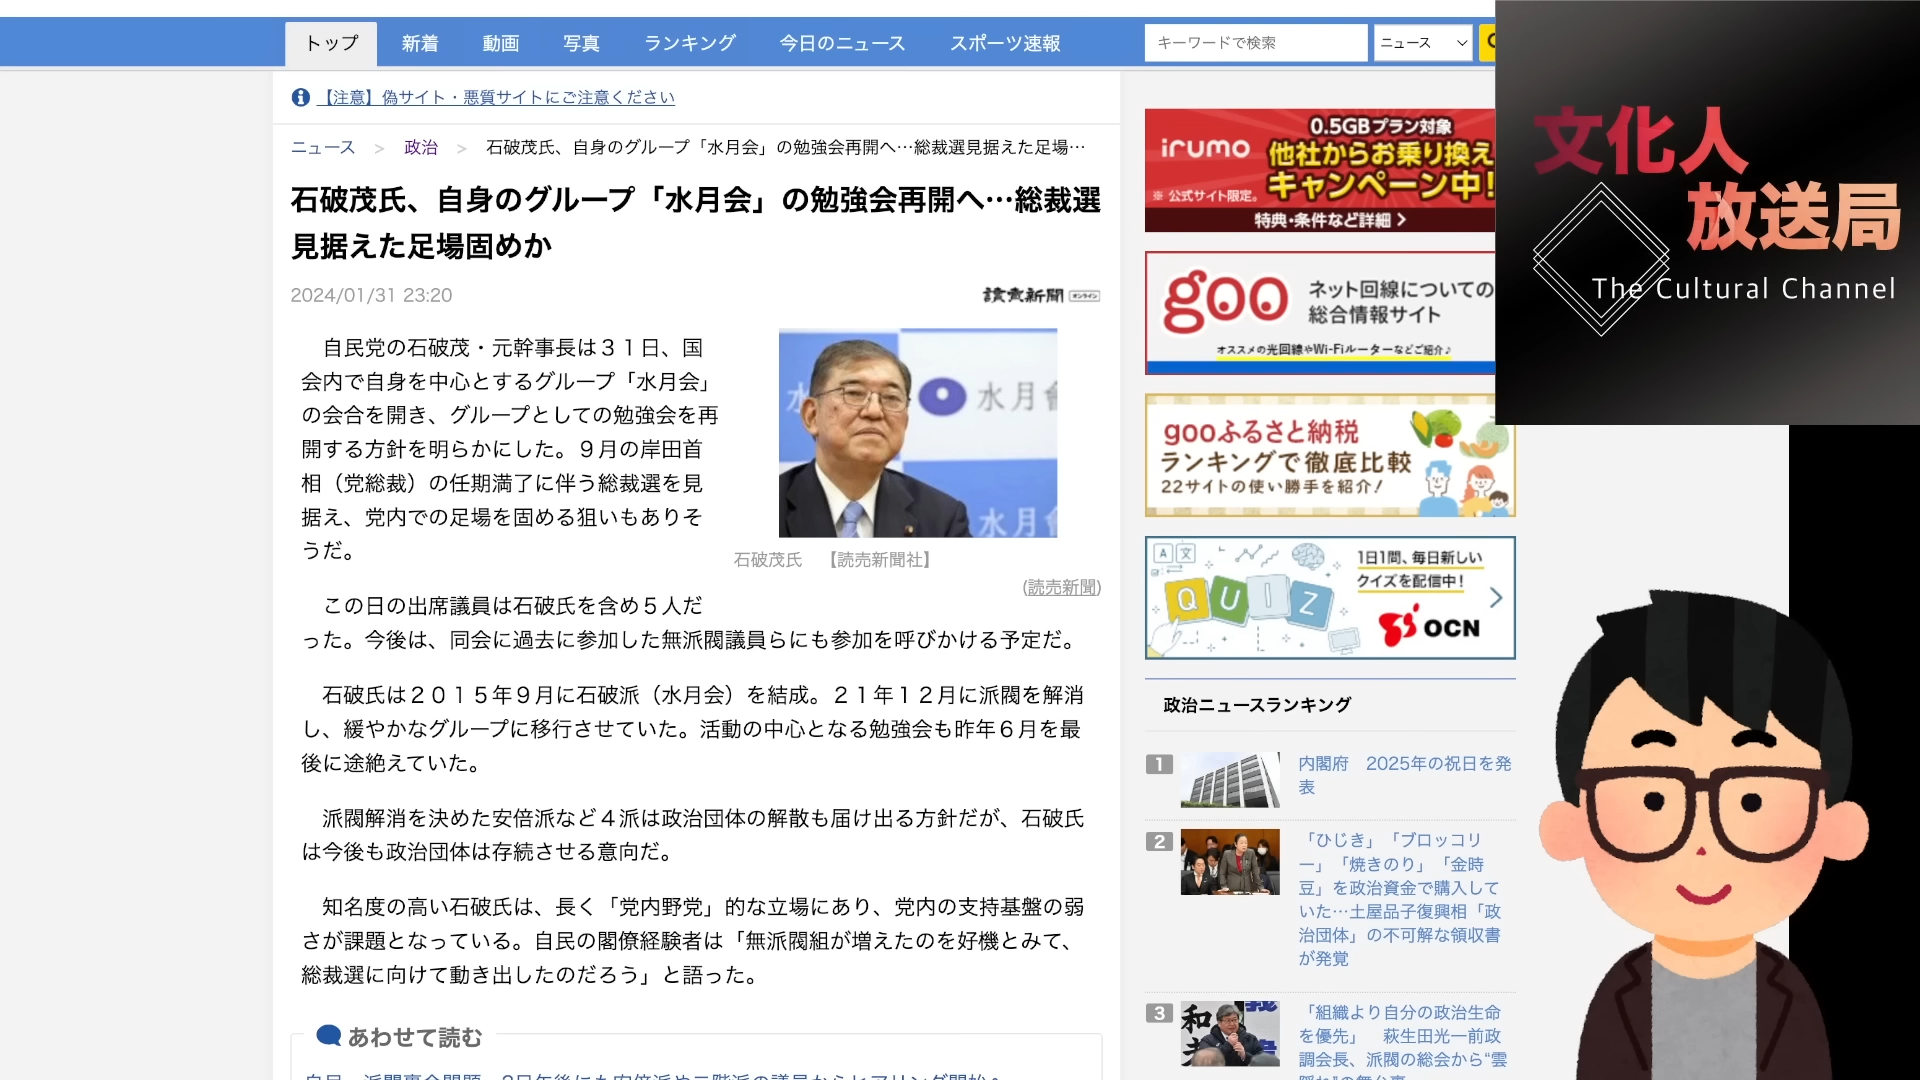 トップ 新着 動画 写真 ランキング 今日のニュース スポーツ速報 キーワードで検索 ニュース
【注意】偽サイト・悪質サイトにご注意ください
ニュース > 政治 > 石破茂氏、自身のグループ「水月会」の勉強会再開へ…総裁選見据えた足場…
石破茂氏、自身のグループ「水月会」の勉強会再開へ…総裁選
見据えた足場固めか
2024/01/31 23:20
讀賣新聞 オンライン
　自民党の石破茂・元幹事長は３１日、国
会内で自身を中心とするグループ「水月会」
の会合を開き、グループとしての勉強会を再
開する方針を明らかにした。９月の岸田首
相（党総裁）の任期満了に伴う総裁選を見
据え、党内での足場を固める狙いもありそ
うだ。
水月會
水月會
石破茂氏　【読売新聞社】
(読売新聞)
　この日の出席議員は石破氏を含め５人だ
った。今後は、同会に過去に参加した無派閥議員らにも参加を呼びかける予定だ。
　石破氏は２０１５年９月に石破派（水月会）を結成。２１年１２月に派閥を解消
し、緩やかなグループに移行させていた。活動の中心となる勉強会も昨年６月を最
後に途絶えていた。
　派閥解消を決めた安倍派など４派は政治団体の解散も届け出る方針だが、石破氏
は今後も政治団体は存続させる意向だ。
　知名度の高い石破氏は、長く「党内野党」的な立場にあり、党内の支持基盤の弱
さが課題となっている。自民の閣僚経験者は「無派閥組が増えたのを好機とみて、
総裁選に向けて動き出したのだろう」と語った。
あわせて読む
irumo
0.5GBプラン対象
他社からお乗り換え
キャンペーン中!
※ 公式サイト限定。
特典・条件など詳細 >
goo
ネット回線についての
総合情報サイト
オススメの光回線やWi-Fiルーターなどご紹介♪
gooふるさと納税
ランキングで徹底比較
22サイトの使い勝手を紹介!
A 文
QUIZ
1日1問、毎日新しい
クイズを配信中!
OCN
政治ニュースランキング
1
内閣府　2025年の祝日を発
表
2
「ひじき」「ブロッコリ
ー」「焼きのり」「金時
豆」を政治資金で購入して
いた…土屋品子復興相「政
治団体」の不可解な領収書
が発覚
3
「組織より自分の政治生命
を優先」　萩生田光一前政
調会長、派閥の総会から“雲
文化人
放送局
The Cultural Channel